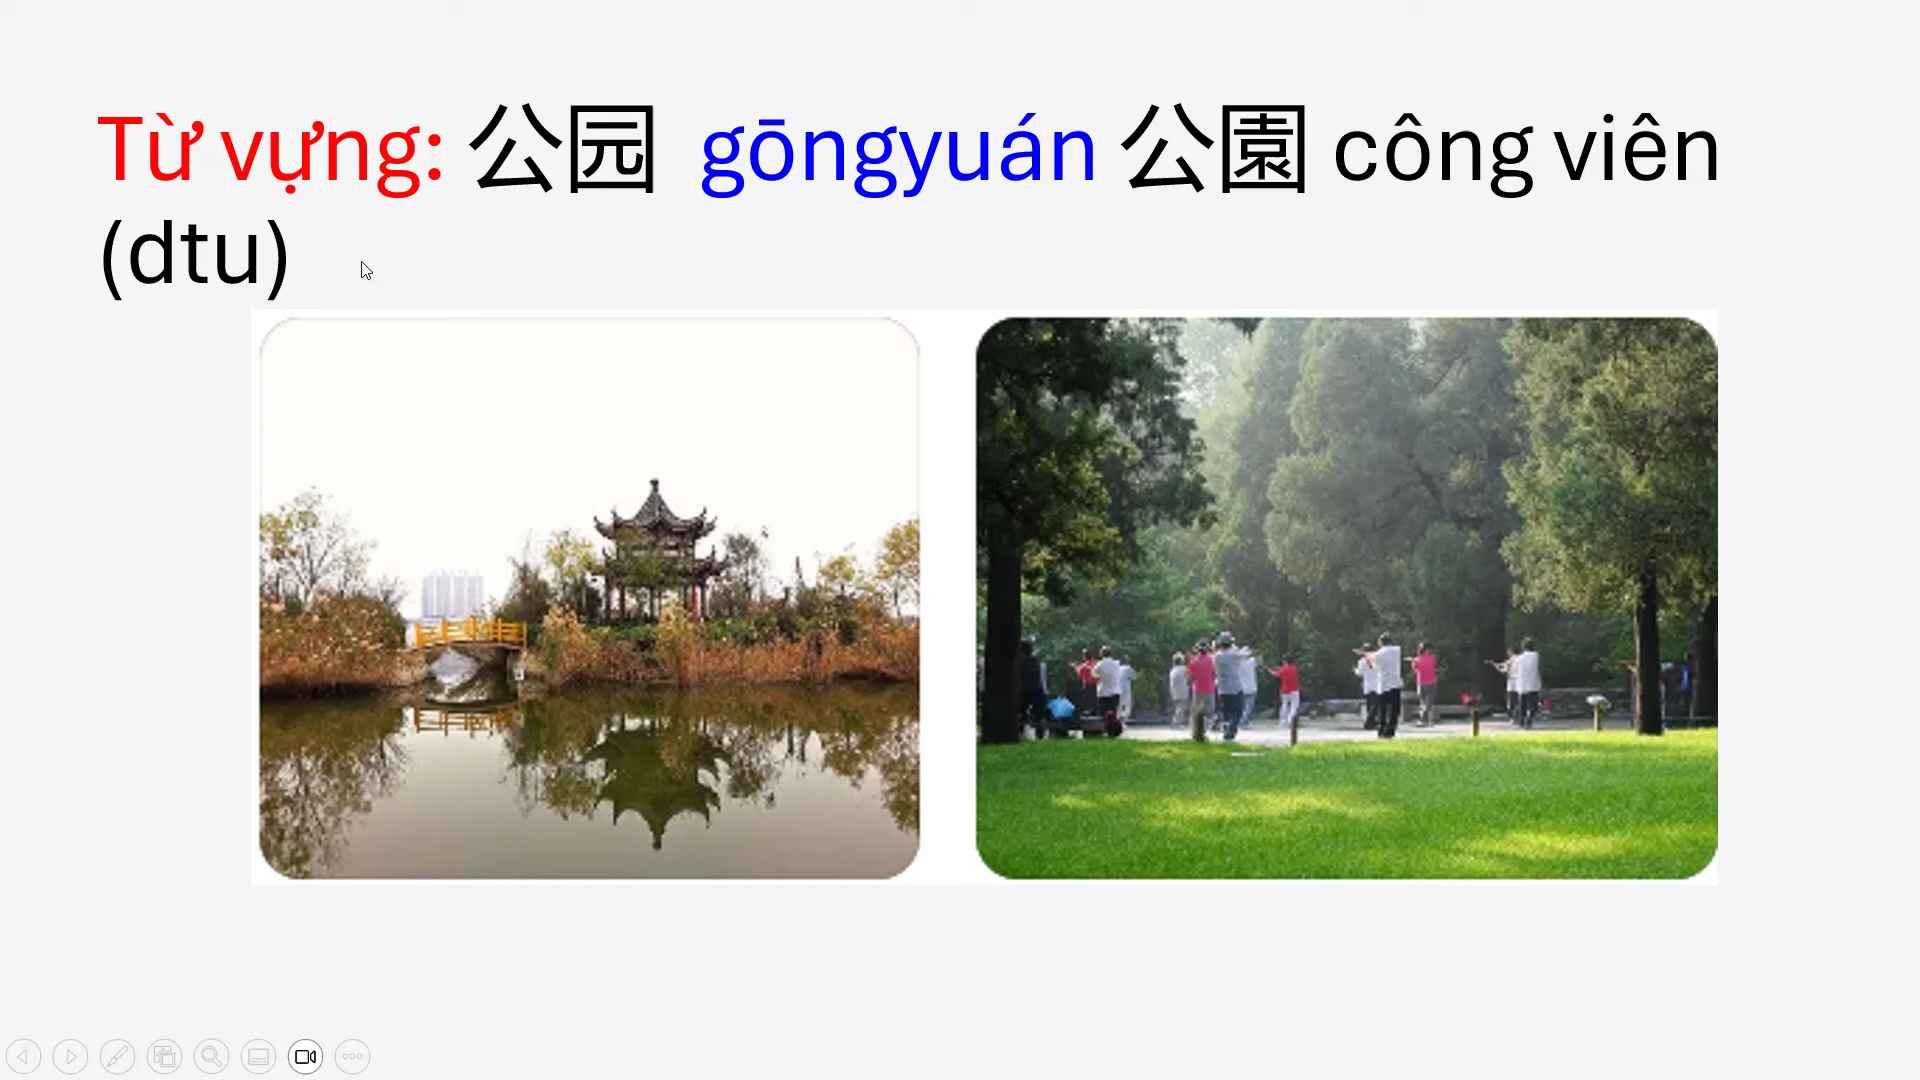 Từ vựng: 公园 gōngyuán 公園 công viên
(dtu)